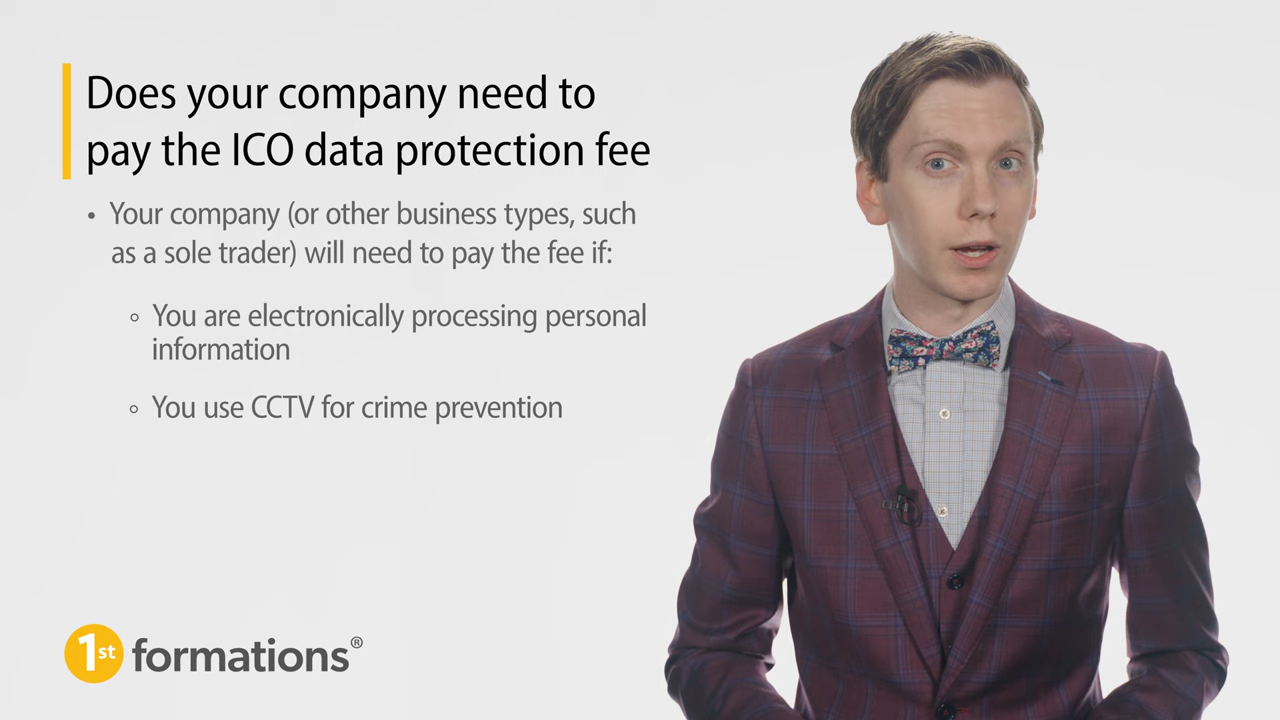 Does your company need to
pay the ICO data protection fee
• Your company (or other business types, such
as a sole trader) will need to pay the fee if:
◦ You are electronically processing personal
information
◦ You use CCTV for crime prevention
1st formations®